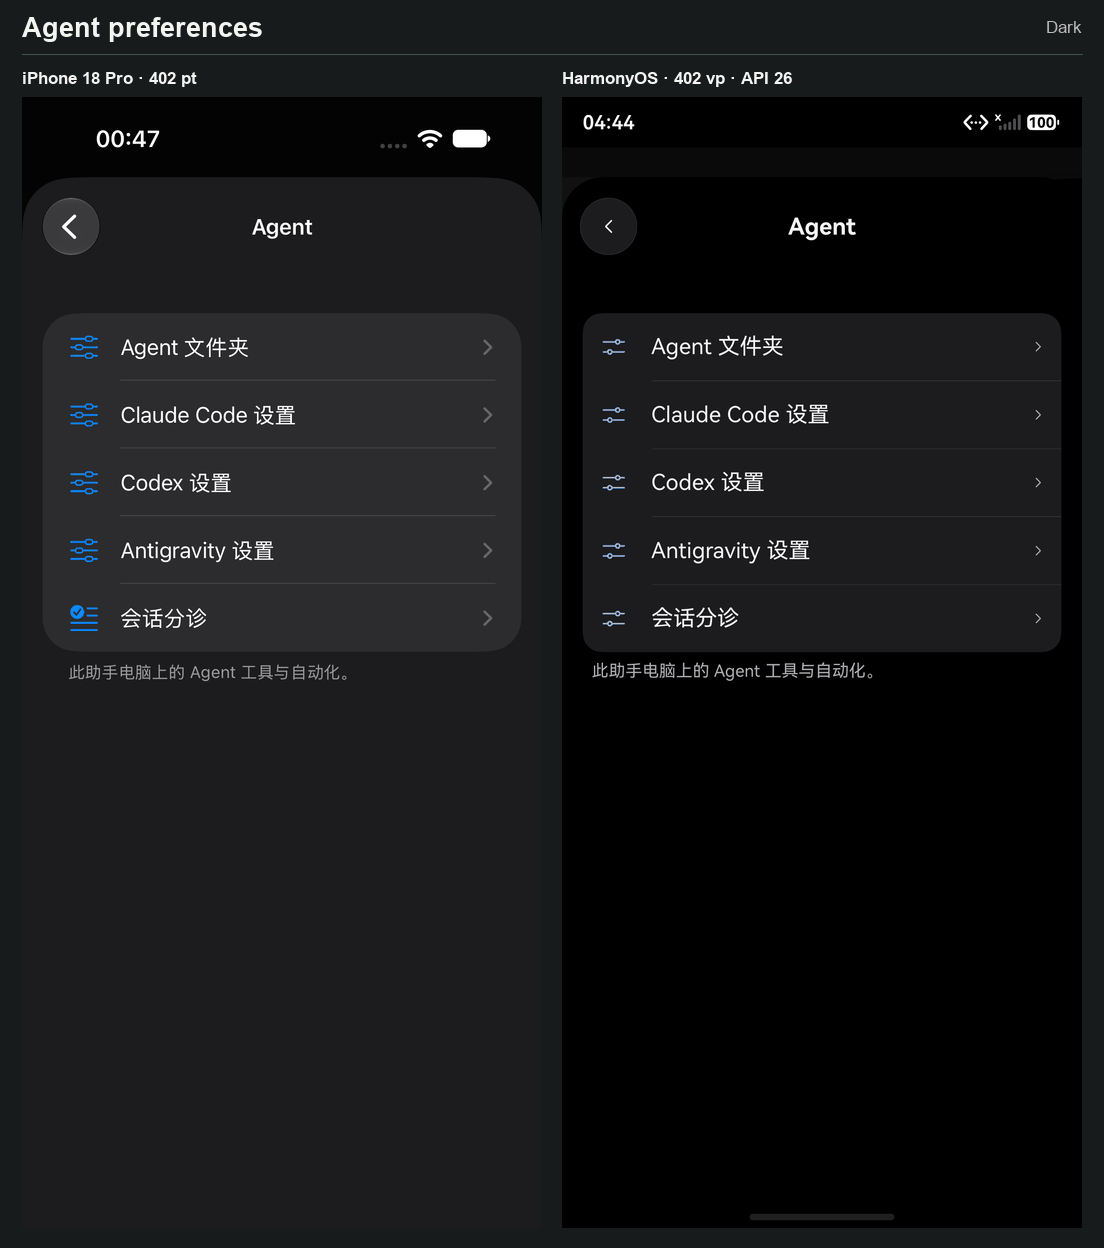 Agent preferences
Dark
iPhone 18 Pro · 402 pt
HarmonyOS · 402 vp · API 26
00:47
Agent
Agent 文件夹
Claude Code 设置
Codex 设置
Antigravity 设置
会话分诊
此助手电脑上的 Agent 工具与自动化。
04:44
100
Agent
Agent 文件夹
Claude Code 设置
Codex 设置
Antigravity 设置
会话分诊
此助手电脑上的 Agent 工具与自动化。